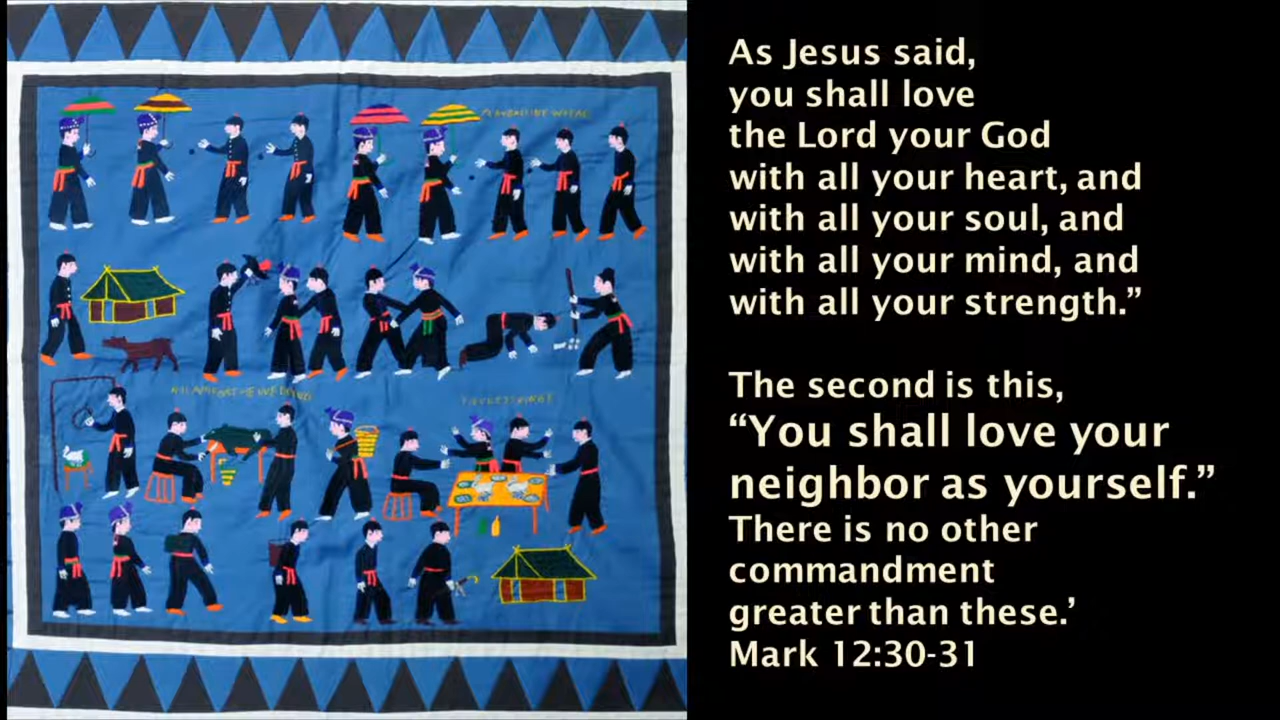 As Jesus said,
you shall love
the Lord your God
with all your heart, and
with all your soul, and
with all your mind, and
with all your strength.”
The second is this,
“You shall love your
neighbor as yourself.”
There is no other
commandment
greater than these.’
Mark 12:30-31